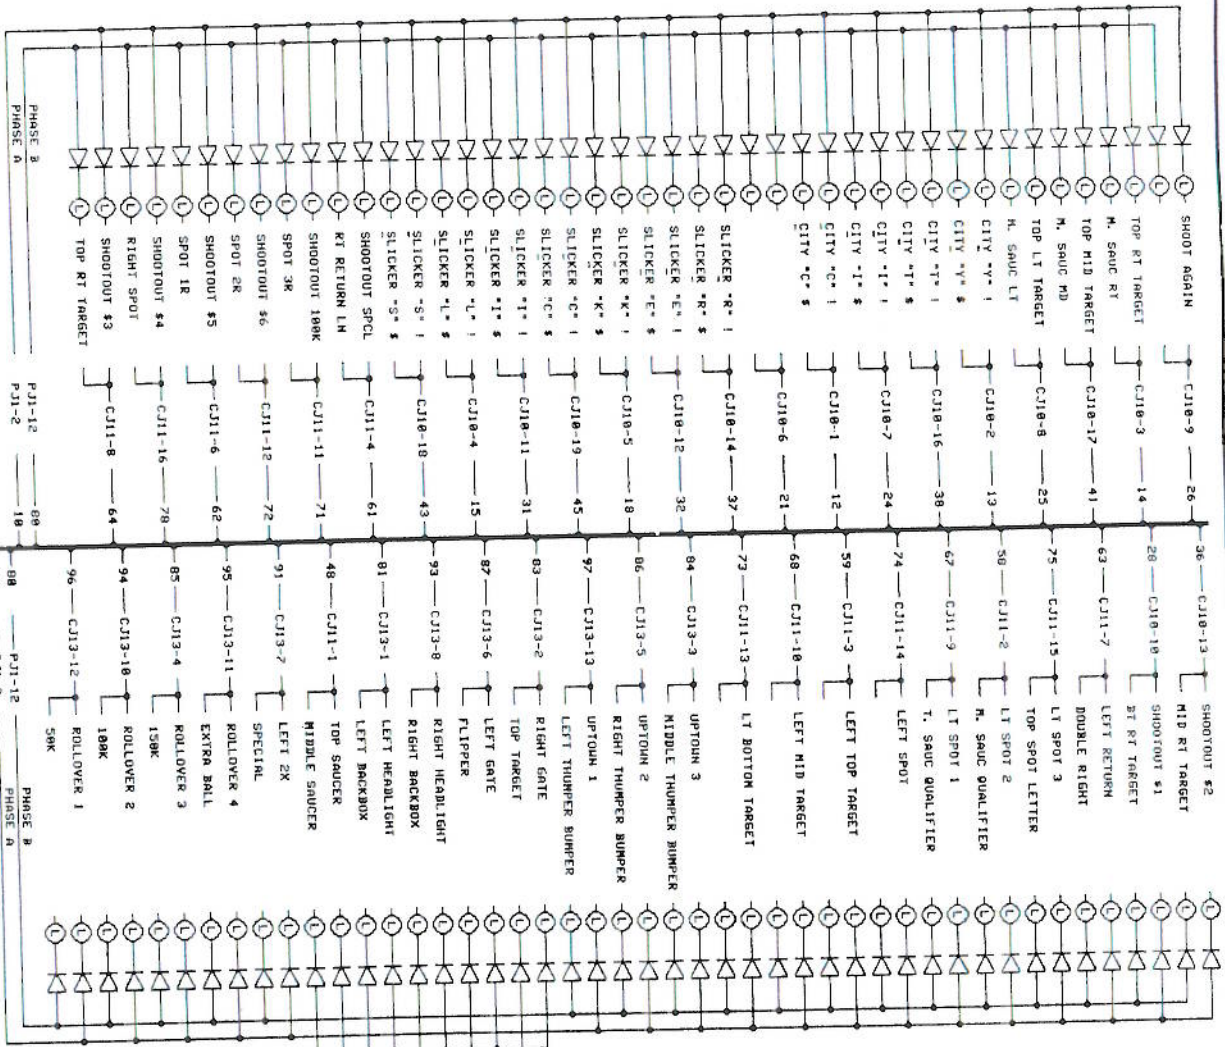 L SHOOT AGAIN
L
L TOP RT TARGET
L M. SAUC RT
L TOP MID TARGET
L M. SAUC MD
L TOP LT TARGET
L M. SAUC LT
L CITY "Y" !
L CITY "Y" $
L CITY "T" !
L CITY "T" $
L CITY "I" !
L CITY "I" $
L CITY "C" !
L CITY "C" $
L
L
L SLICKER "R" !
L SLICKER "R" $
L SLICKER "E" !
L SLICKER "E" $
L SLICKER "K" !
L SLICKER "K" $
L SLICKER "C" !
L SLICKER "C" $
L SLICKER "I" !
L SLICKER "I" $
L SLICKER "L" !
L SLICKER "L" $
L SLICKER "S" !
L SLICKER "S" $
L SHOOTOUT SPCL
L RT RETURN LN
L SHOOTOUT 100K
L SPOT 3R
L SHOOTOUT $6
L SPOT 2R
L SHOOTOUT $5
L SPOT 1R
L SHOOTOUT $4
L RIGHT SPOT
L SHOOTOUT $3
L TOP RT TARGET
CJ10-9 26
CJ10-3 14
CJ10-17 41
CJ10-8 25
CJ10-2 13
CJ10-16 38
CJ10-7 24
CJ10-1 12
CJ10-6 21
CJ10-14 37
CJ10-12 32
CJ10-5 18
CJ10-19 45
CJ10-11 31
CJ10-4 15
CJ10-18 43
CJ11-4 61
CJ11-11 71
CJ11-12 72
CJ11-6 62
CJ11-16 78
CJ11-8 64
PHASE B PJ1-12 80
PHASE A PJ1-2 10
36 CJ10-13
28 CJ10-10
63 CJ11-7
75 CJ11-15
58 CJ11-2
67 CJ11-9
74 CJ11-14
59 CJ11-3
68 CJ11-10
73 CJ11-13
84 CJ13-3
86 CJ13-5
97 CJ13-13
83 CJ13-2
87 CJ13-6
93 CJ13-8
81 CJ13-1
48 CJ11-1
91 CJ13-7
95 CJ13-11
85 CJ13-4
94 CJ13-10
96 CJ13-12
SHOOTOUT $2 L
MID RT TARGET L
SHOOTOUT $1 L
BT RT TARGET L
LEFT RETURN L
DOUBLE RIGHT L
LT SPOT 3 L
TOP SPOT LETTER L
LT SPOT 2 L
M. SAUC QUALIFIER L
LT SPOT 1 L
T. SAUC QUALIFIER L
LEFT SPOT L
L
LEFT TOP TARGET L
L
LEFT MID TARGET L
L
LT BOTTOM TARGET L
L
UPTOWN 3 L
MIDDLE THUMPER BUMPER L
UPTOWN 2 L
RIGHT THUMPER BUMPER L
UPTOWN 1 L
LEFT THUMPER BUMPER L
RIGHT GATE L
TOP TARGET L
LEFT GATE L
FLIPPER L
RIGHT HEADLIGHT L
RIGHT BACKBOX L
LEFT HEADLIGHT L
LEFT BACKBOX L
TOP SAUCER L
MIDDLE SAUCER L
LEFT 2X L
SPECIAL L
ROLLOVER 4 L
EXTRA BALL L
ROLLOVER 3 L
150K L
ROLLOVER 2 L
100K L
ROLLOVER 1 L
50K L
80 PJ1-12 PHASE B
PHASE A